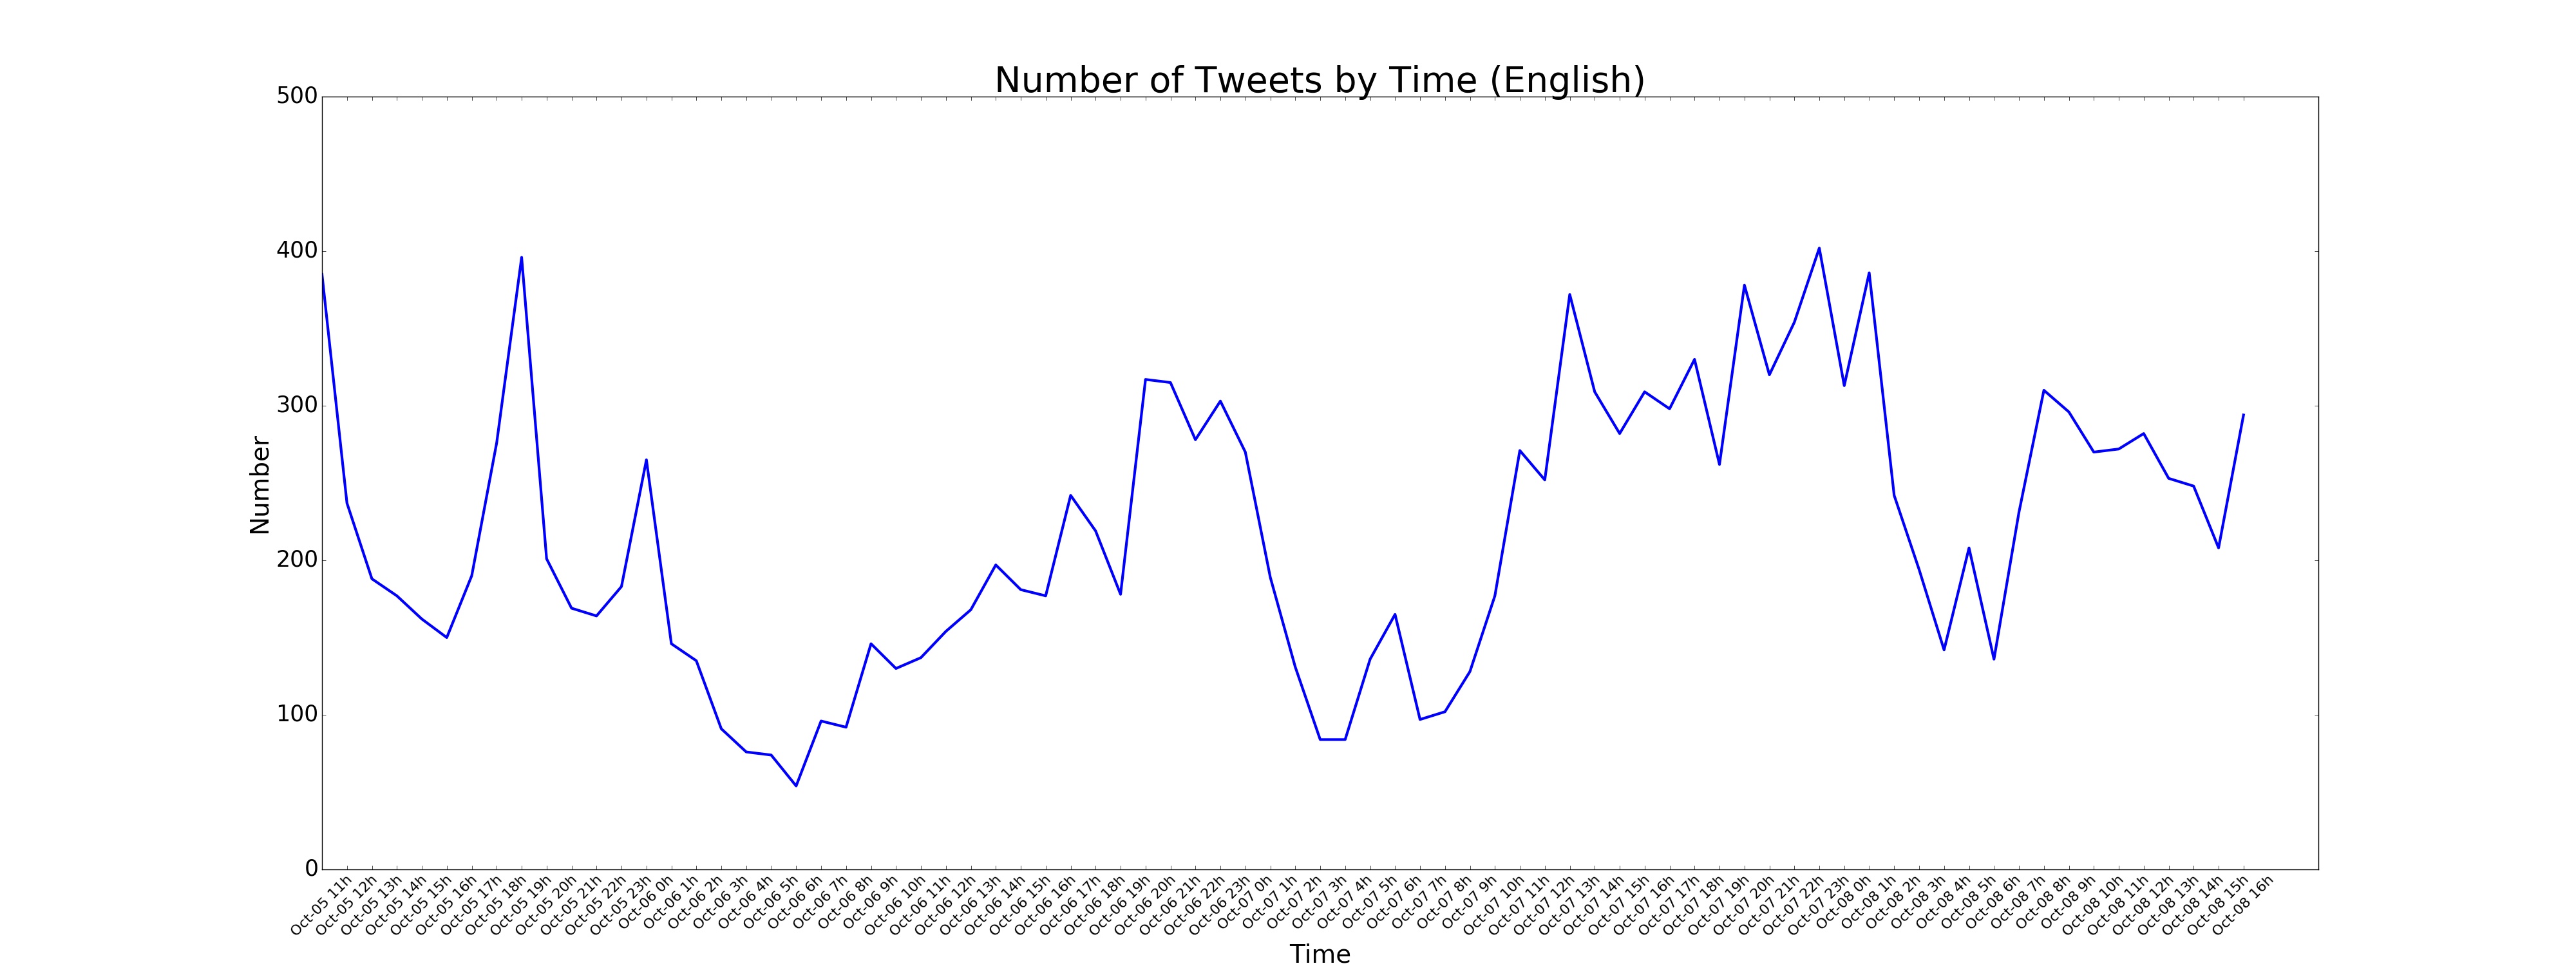 Number of Tweets by Time (English)
500
400
300
200
100
0
Number
Oct-05 11h
Oct-05 12h
Oct-05 13h
Oct-05 14h
Oct-05 15h
Oct-05 16h
Oct-05 17h
Oct-05 18h
Oct-05 19h
Oct-05 20h
Oct-05 21h
Oct-05 22h
Oct-05 23h
Oct-06 0h
Oct-06 1h
Oct-06 2h
Oct-06 3h
Oct-06 4h
Oct-06 5h
Oct-06 6h
Oct-06 7h
Oct-06 8h
Oct-06 9h
Oct-06 10h
Oct-06 11h
Oct-06 12h
Oct-06 13h
Oct-06 14h
Oct-06 15h
Oct-06 16h
Oct-06 17h
Oct-06 18h
Oct-06 19h
Oct-06 20h
Oct-06 21h
Oct-06 22h
Oct-06 23h
Oct-07 0h
Oct-07 1h
Oct-07 2h
Oct-07 3h
Oct-07 4h
Oct-07 5h
Oct-07 6h
Oct-07 7h
Oct-07 8h
Oct-07 9h
Oct-07 10h
Oct-07 11h
Oct-07 12h
Oct-07 13h
Oct-07 14h
Oct-07 15h
Oct-07 16h
Oct-07 17h
Oct-07 18h
Oct-07 19h
Oct-07 20h
Oct-07 21h
Oct-07 22h
Oct-07 23h
Oct-08 0h
Oct-08 1h
Oct-08 2h
Oct-08 3h
Oct-08 4h
Oct-08 5h
Oct-08 6h
Oct-08 7h
Oct-08 8h
Oct-08 9h
Oct-08 10h
Oct-08 11h
Oct-08 12h
Oct-08 13h
Oct-08 14h
Oct-08 15h
Oct-08 16h
Time